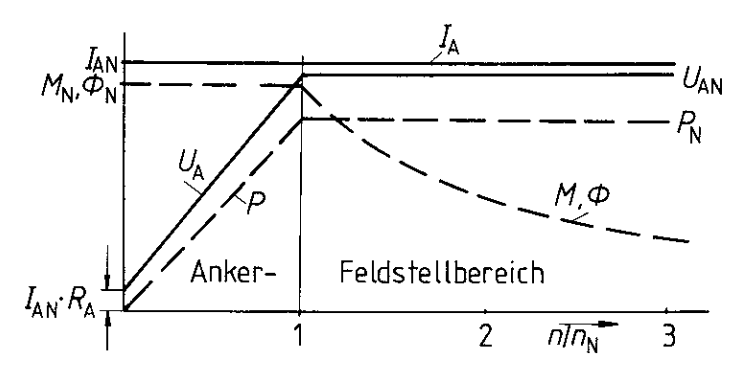 I_AN
I_A
M_N, Φ_N
U_AN
P_N
U_A
P
M, Φ
Anker- Feldstellbereich
I_AN · R_A
1 2 n/n_N 3